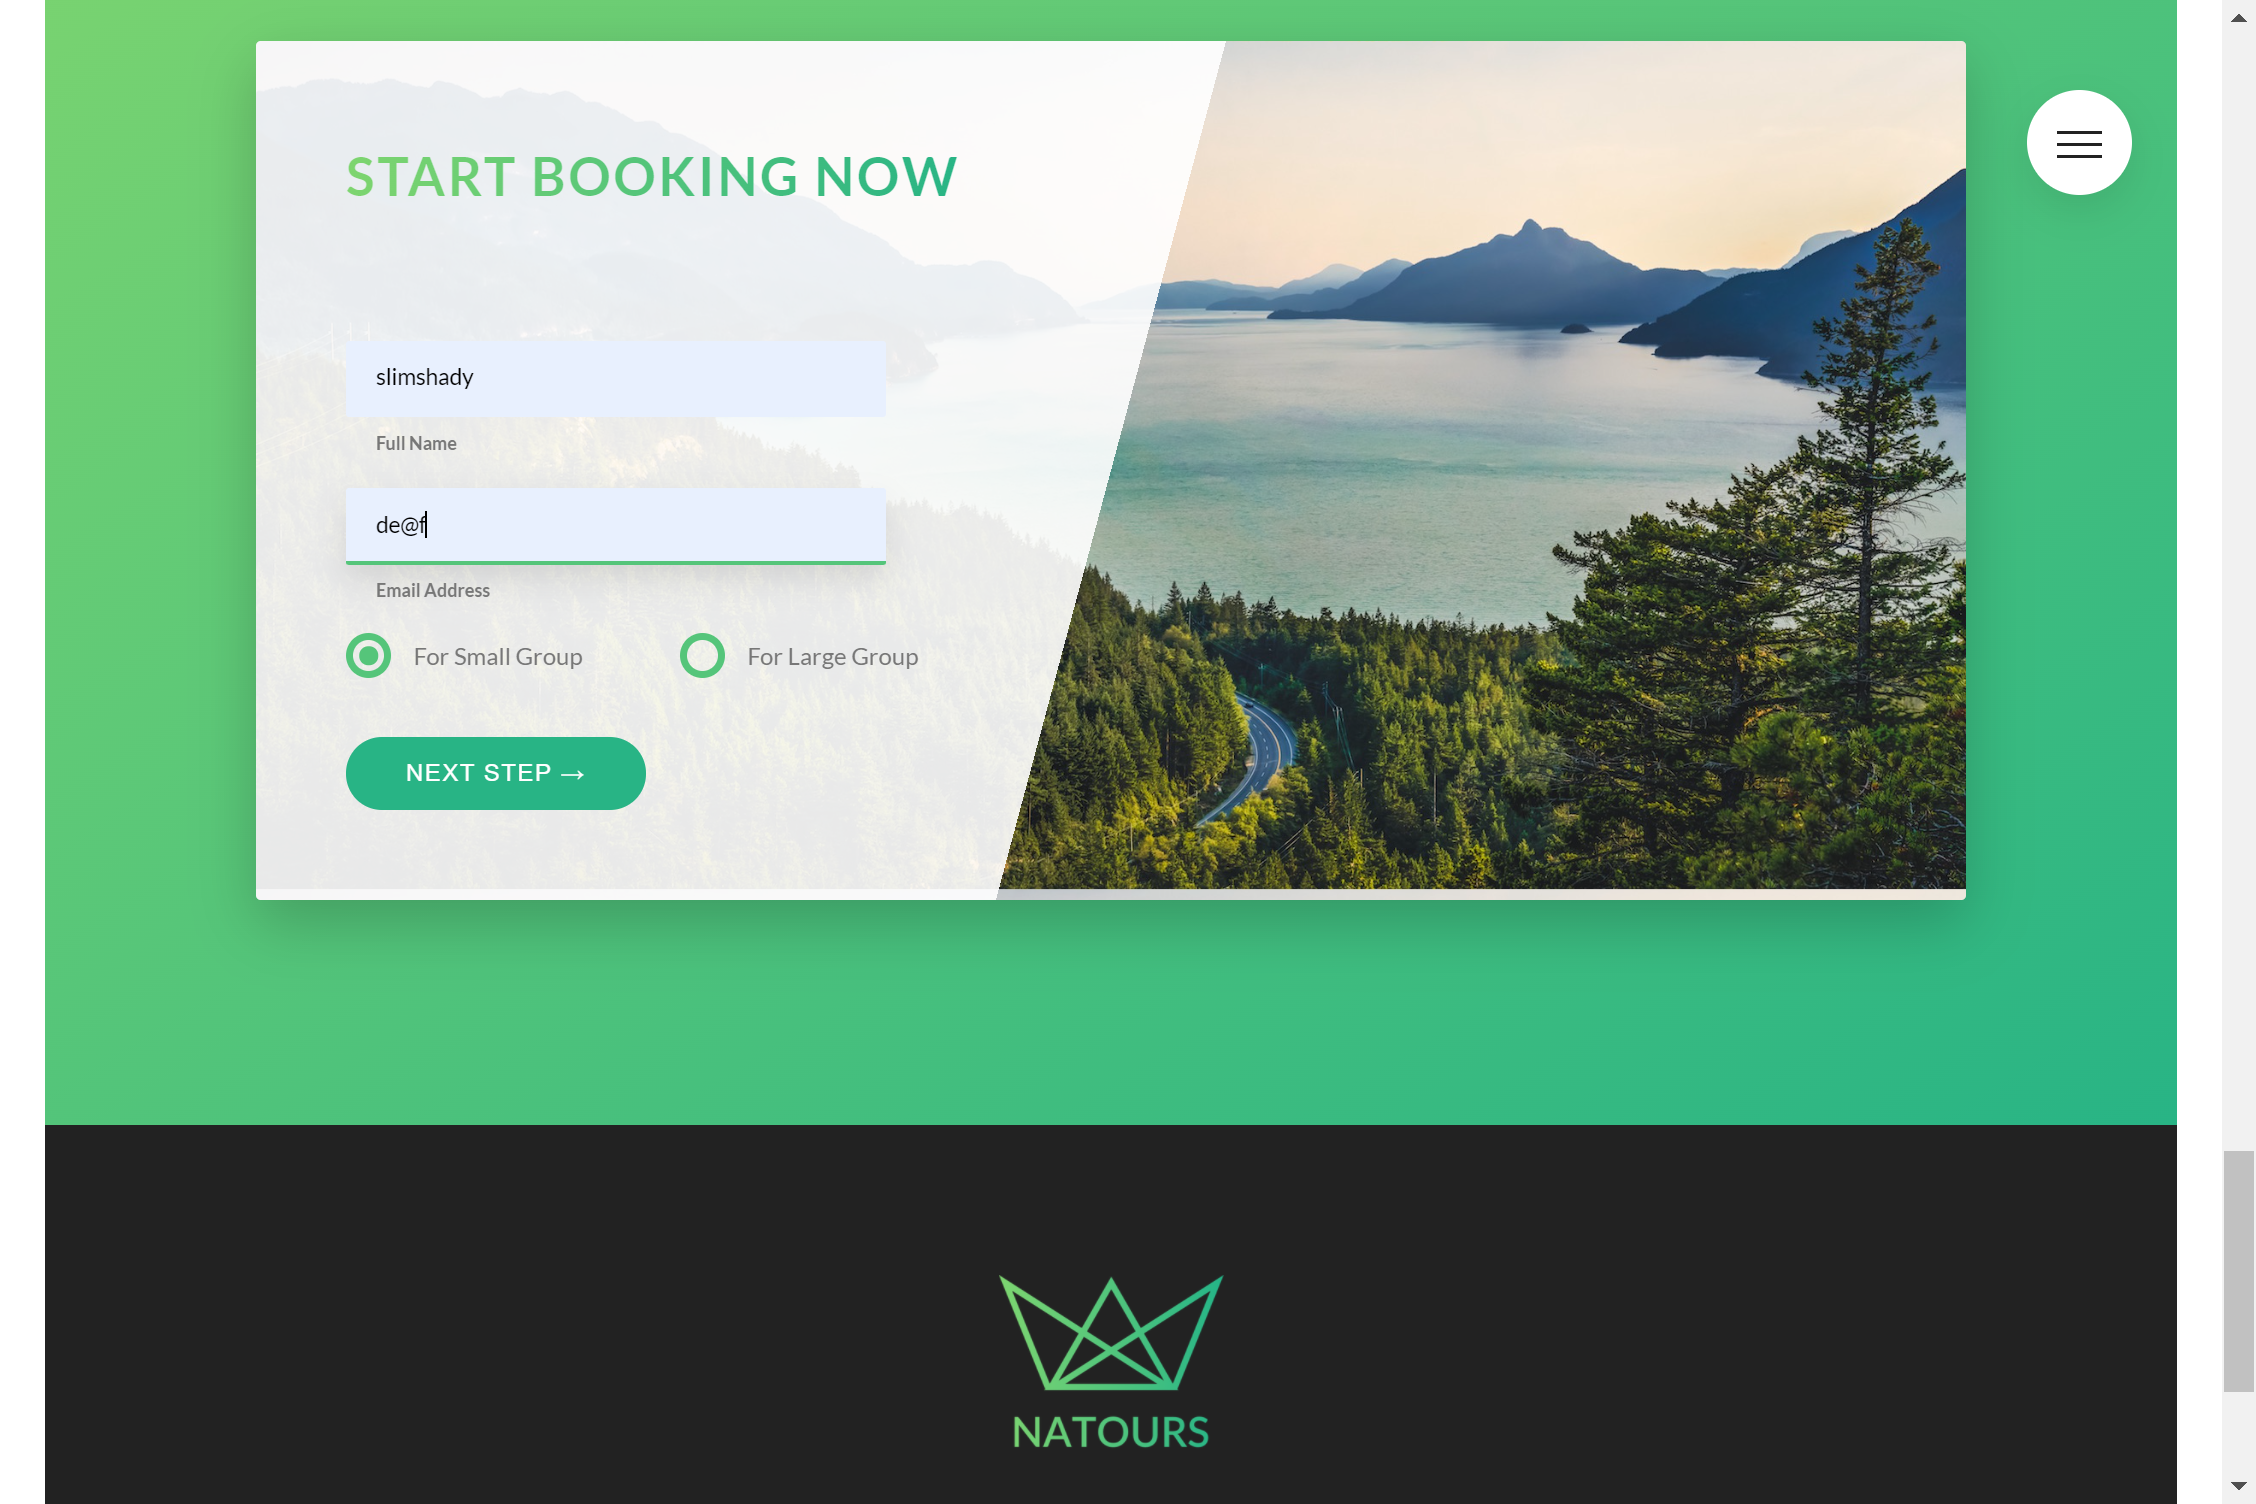 START BOOKING NOW
slimshady
Full Name
de@f
Email Address
For Small Group
For Large Group
NEXT STEP →
NATOURS